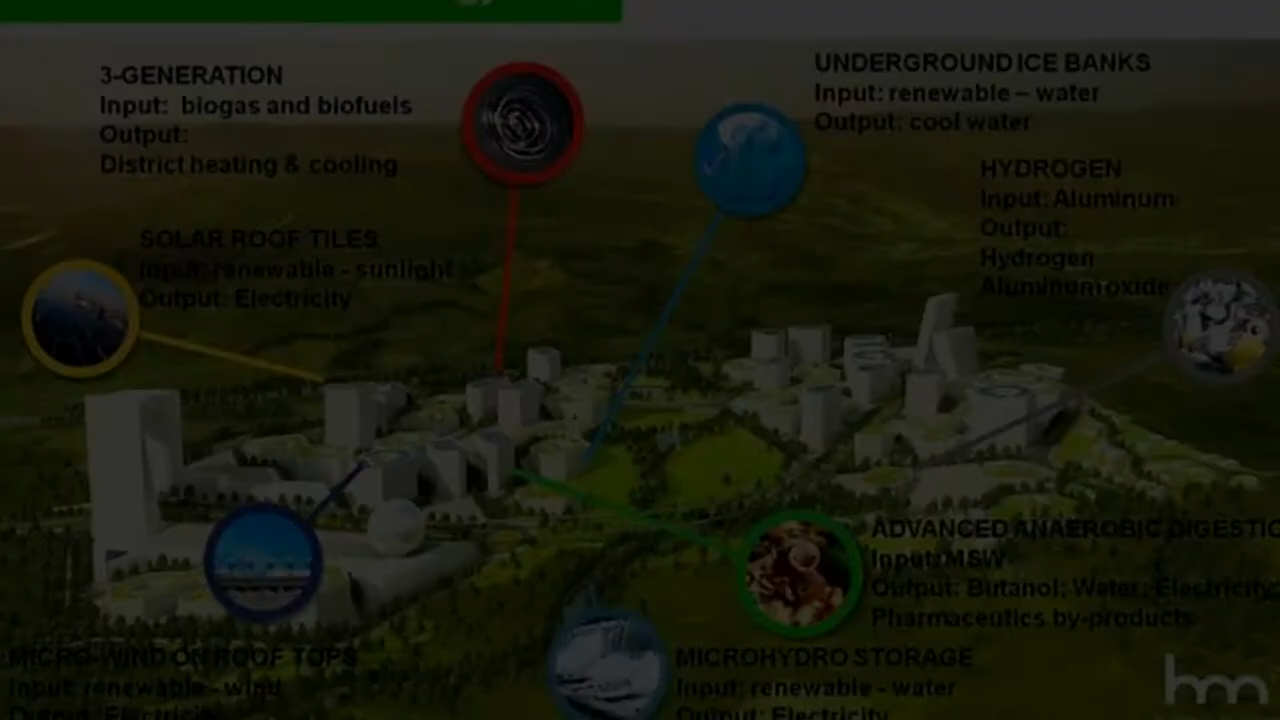 3-GENERATION
Input: biogas and biofuels
Output:
District heating & cooling
UNDERGROUND ICE BANKS
Input: renewable – water
Output: cool water
HYDROGEN
Input: Aluminum
Output:
Hydrogen
Aluminum oxide
SOLAR ROOF TILES
Input: renewable - sunlight
Output: Electricity
ADVANCED ANAEROBIC DIGESTIO
Input: MSW
Output: Butanol; Water; Electricity;
Pharmaceutics by-products
MICRO-WIND ON ROOF TOPS
Input: renewable - wind
Output: Electricity
MICROHYDRO STORAGE
Input: renewable - water
Output: Electricity
hm